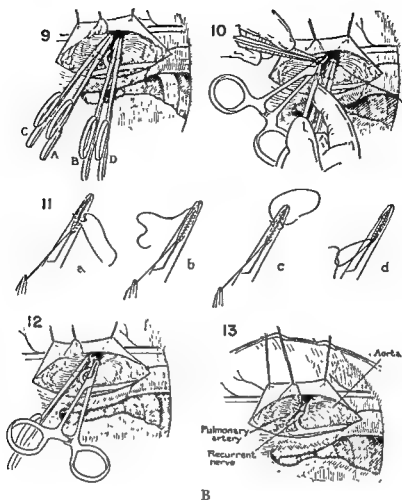 9
10
C
A
B
D
11
a
b
c
d
12
13
Aorta
Pulmonary
artery
Recurrent
nerve
B